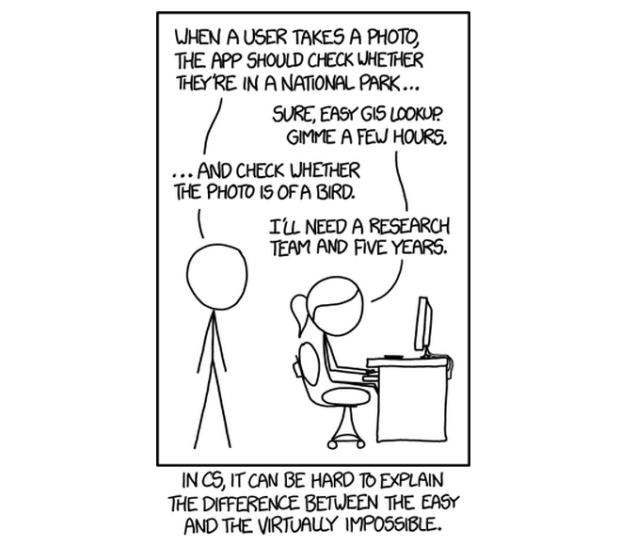 WHEN A USER TAKES A PHOTO,
THE APP SHOULD CHECK WHETHER
THEY'RE IN A NATIONAL PARK...
SURE, EASY GIS LOOKUP.
GIMME A FEW HOURS.
...AND CHECK WHETHER
THE PHOTO IS OF A BIRD.
I'LL NEED A RESEARCH
TEAM AND FIVE YEARS.
IN CS, IT CAN BE HARD TO EXPLAIN
THE DIFFERENCE BETWEEN THE EASY
AND THE VIRTUALLY IMPOSSIBLE.